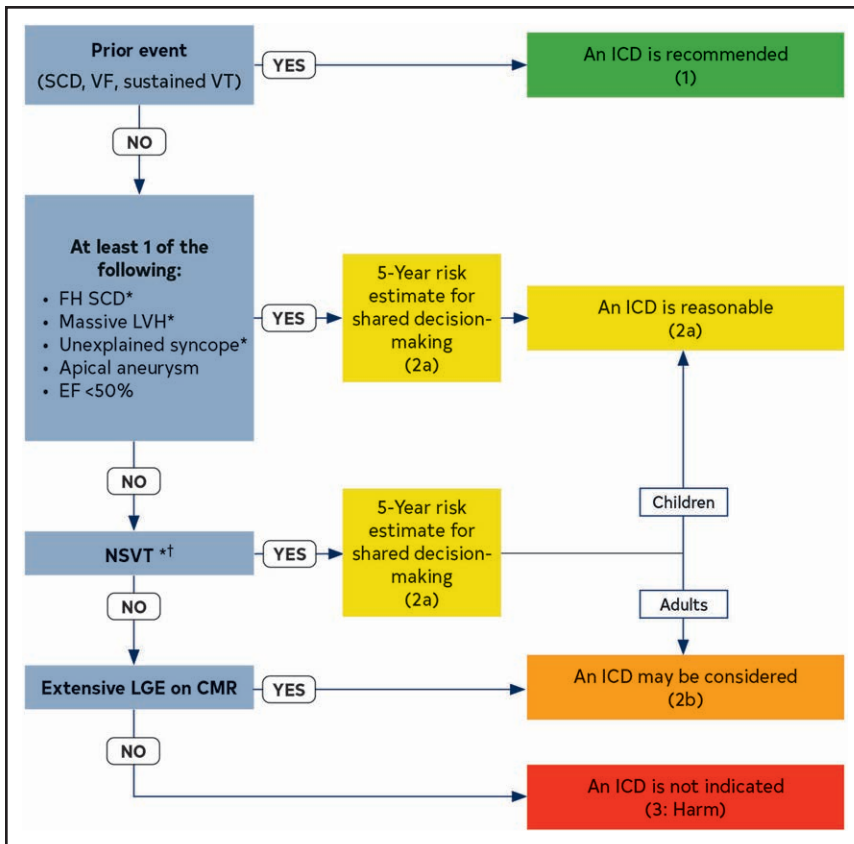 Prior event
(SCD, VF, sustained VT)
YES
An ICD is recommended
(1)
NO
At least 1 of the
following:
• FH SCD*
• Massive LVH*
• Unexplained syncope*
• Apical aneurysm
• EF <50%
YES
5-Year risk
estimate for
shared decision-
making
(2a)
An ICD is reasonable
(2a)
NO
Children
NSVT *†
YES
5-Year risk
estimate for
shared decision-
making
(2a)
NO
Adults
Extensive LGE on CMR
YES
An ICD may be considered
(2b)
NO
An ICD is not indicated
(3: Harm)